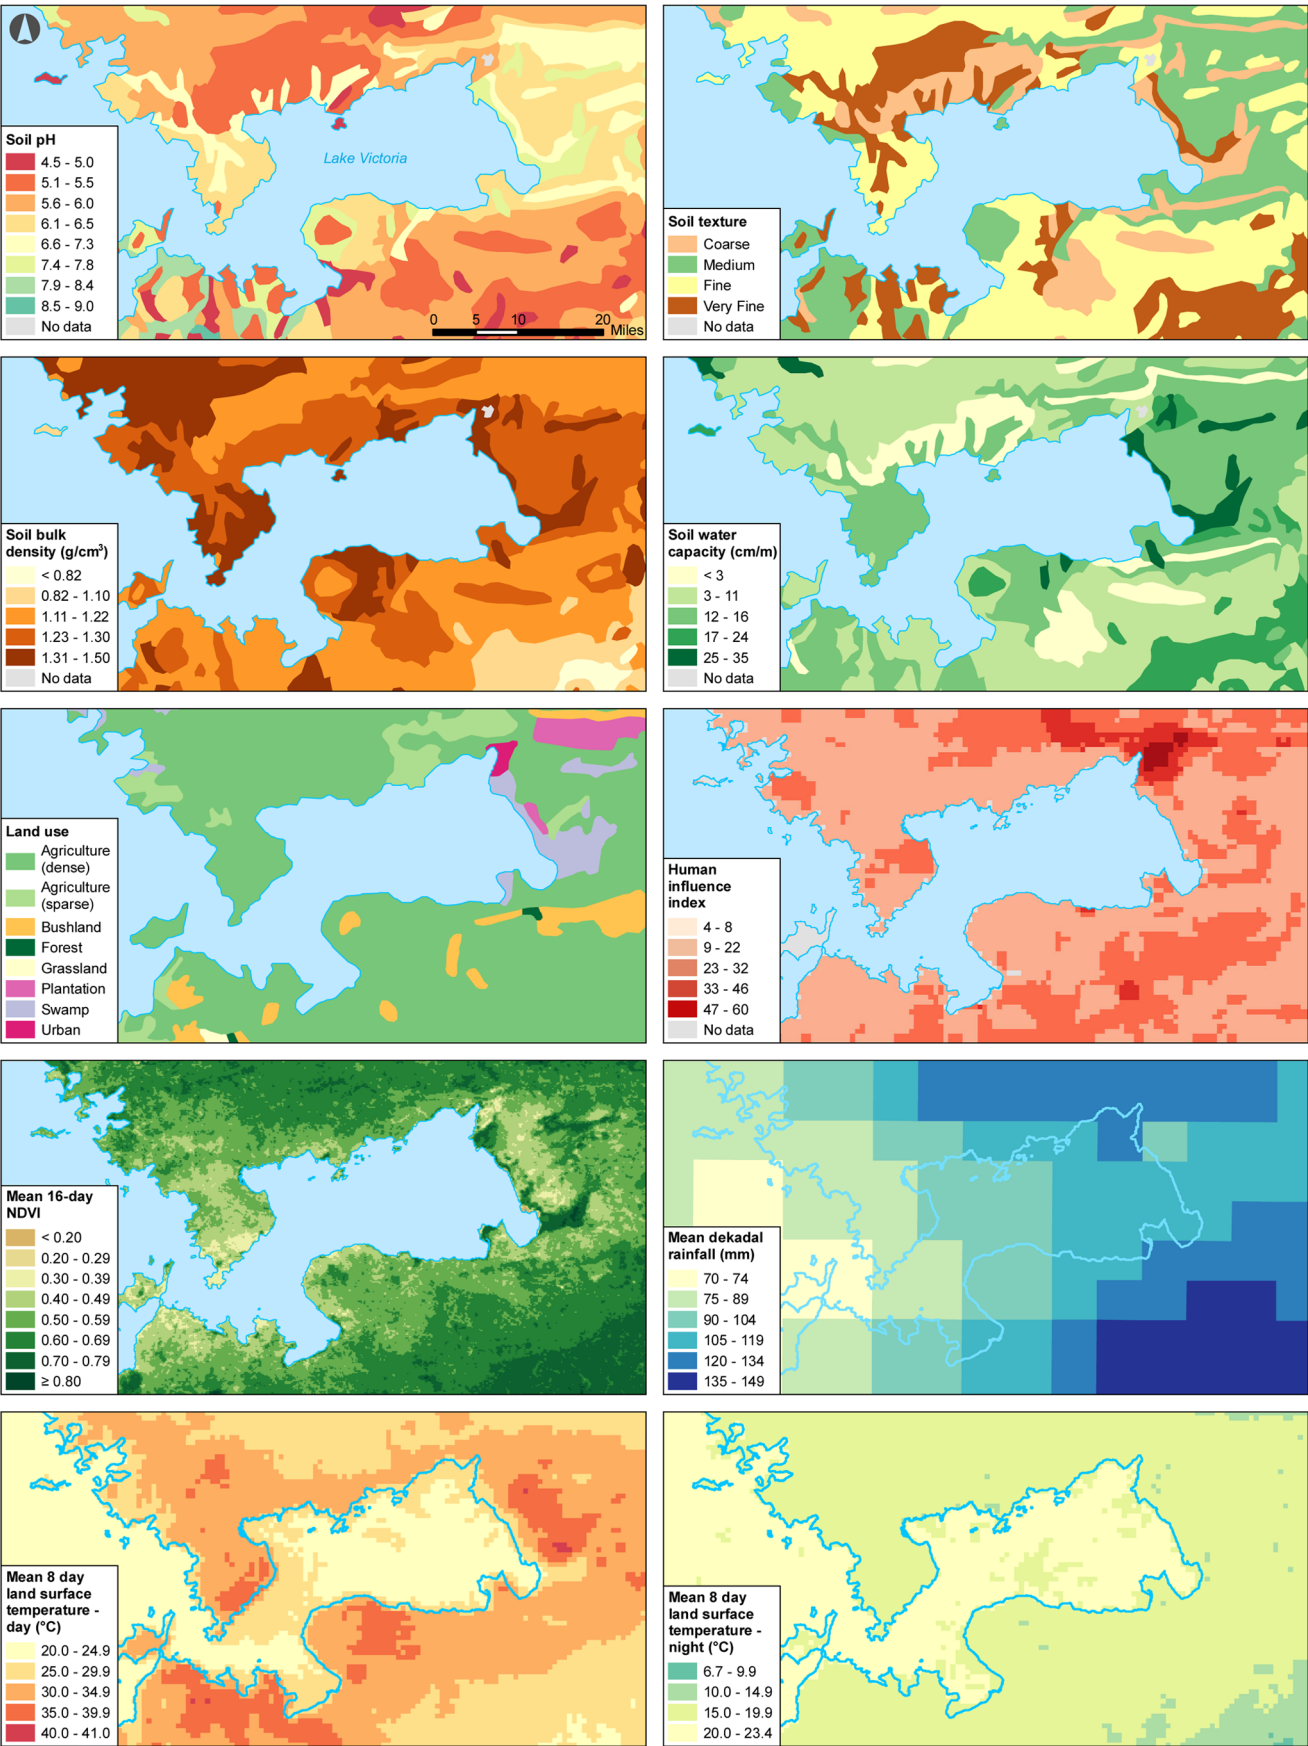 Soil pH
4.5 - 5.0
5.1 - 5.5
5.6 - 6.0
6.1 - 6.5
6.6 - 7.3
7.4 - 7.8
7.9 - 8.4
8.5 - 9.0
No data
Lake Victoria
0 5 10 20
Miles
Soil texture
Coarse
Medium
Fine
Very Fine
No data
Soil bulk
density (g/cm³)
< 0.82
0.82 - 1.10
1.11 - 1.22
1.23 - 1.30
1.31 - 1.50
No data
Soil water
capacity (cm/m)
< 3
3 - 11
12 - 16
17 - 24
25 - 35
No data
Land use
Agriculture
(dense)
Agriculture
(sparse)
Bushland
Forest
Grassland
Plantation
Swamp
Urban
Human
influence
index
4 - 8
9 - 22
23 - 32
33 - 46
47 - 60
No data
Mean 16-day
NDVI
< 0.20
0.20 - 0.29
0.30 - 0.39
0.40 - 0.49
0.50 - 0.59
0.60 - 0.69
0.70 - 0.79
≥ 0.80
Mean dekadal
rainfall (mm)
70 - 74
75 - 89
90 - 104
105 - 119
120 - 134
135 - 149
Mean 8 day
land surface
temperature -
day (°C)
20.0 - 24.9
25.0 - 29.9
30.0 - 34.9
35.0 - 39.9
40.0 - 41.0
Mean 8 day
land surface
temperature -
night (°C)
6.7 - 9.9
10.0 - 14.9
15.0 - 19.9
20.0 - 23.4